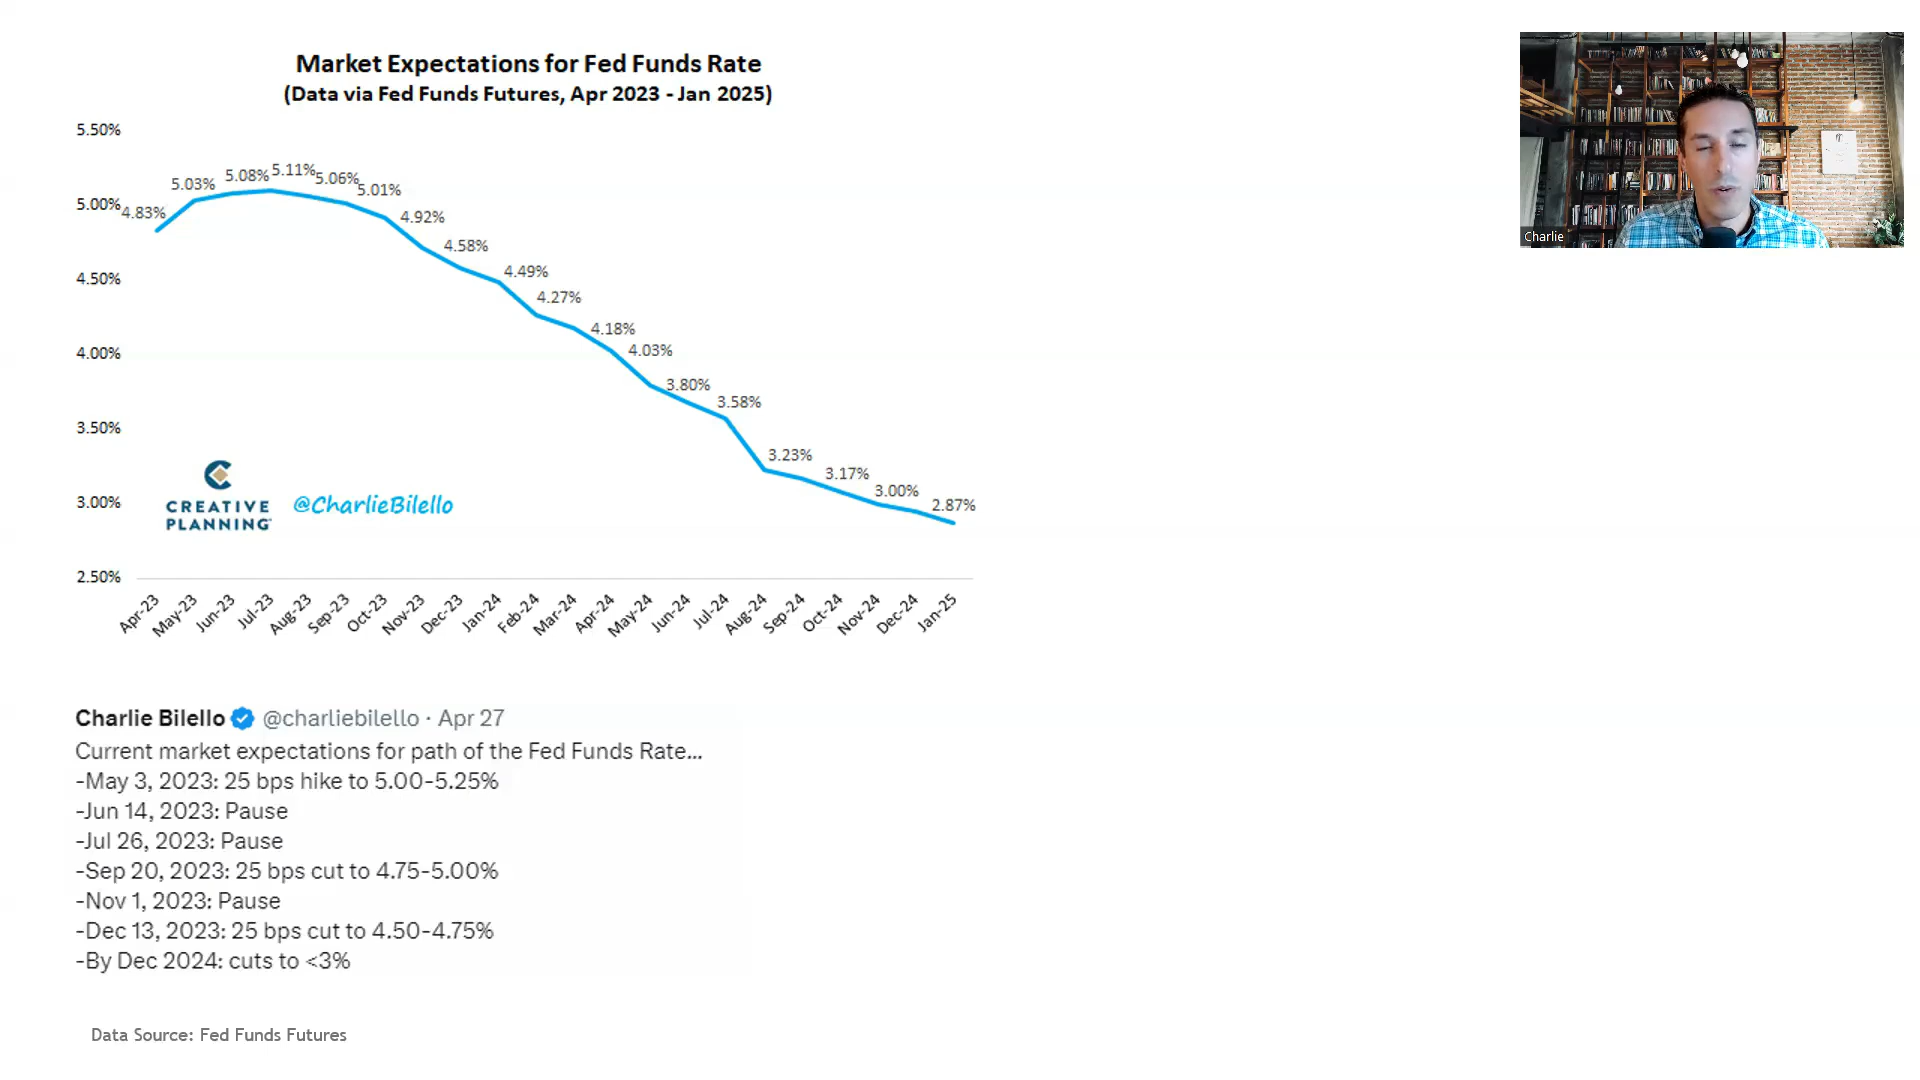 Market Expectations for Fed Funds Rate
(Data via Fed Funds Futures, Apr 2023 - Jan 2025)
5.50%
5.00%
4.50%
4.00%
3.50%
3.00%
2.50%
4.83%
5.03%
5.08%
5.11%
5.06%
5.01%
4.92%
4.58%
4.49%
4.27%
4.18%
4.03%
3.80%
3.58%
3.23%
3.17%
3.00%
2.87%
CREATIVE
PLANNING
@CharlieBilello
Apr-23
May-23
Jun-23
Jul-23
Aug-23
Sep-23
Oct-23
Nov-23
Dec-23
Jan-24
Feb-24
Mar-24
Apr-24
May-24
Jun-24
Jul-24
Aug-24
Sep-24
Oct-24
Nov-24
Dec-24
Jan-25
Charlie
Charlie Bilello @charliebilello · Apr 27
Current market expectations for path of the Fed Funds Rate...
-May 3, 2023: 25 bps hike to 5.00-5.25%
-Jun 14, 2023: Pause
-Jul 26, 2023: Pause
-Sep 20, 2023: 25 bps cut to 4.75-5.00%
-Nov 1, 2023: Pause
-Dec 13, 2023: 25 bps cut to 4.50-4.75%
-By Dec 2024: cuts to <3%
Data Source: Fed Funds Futures